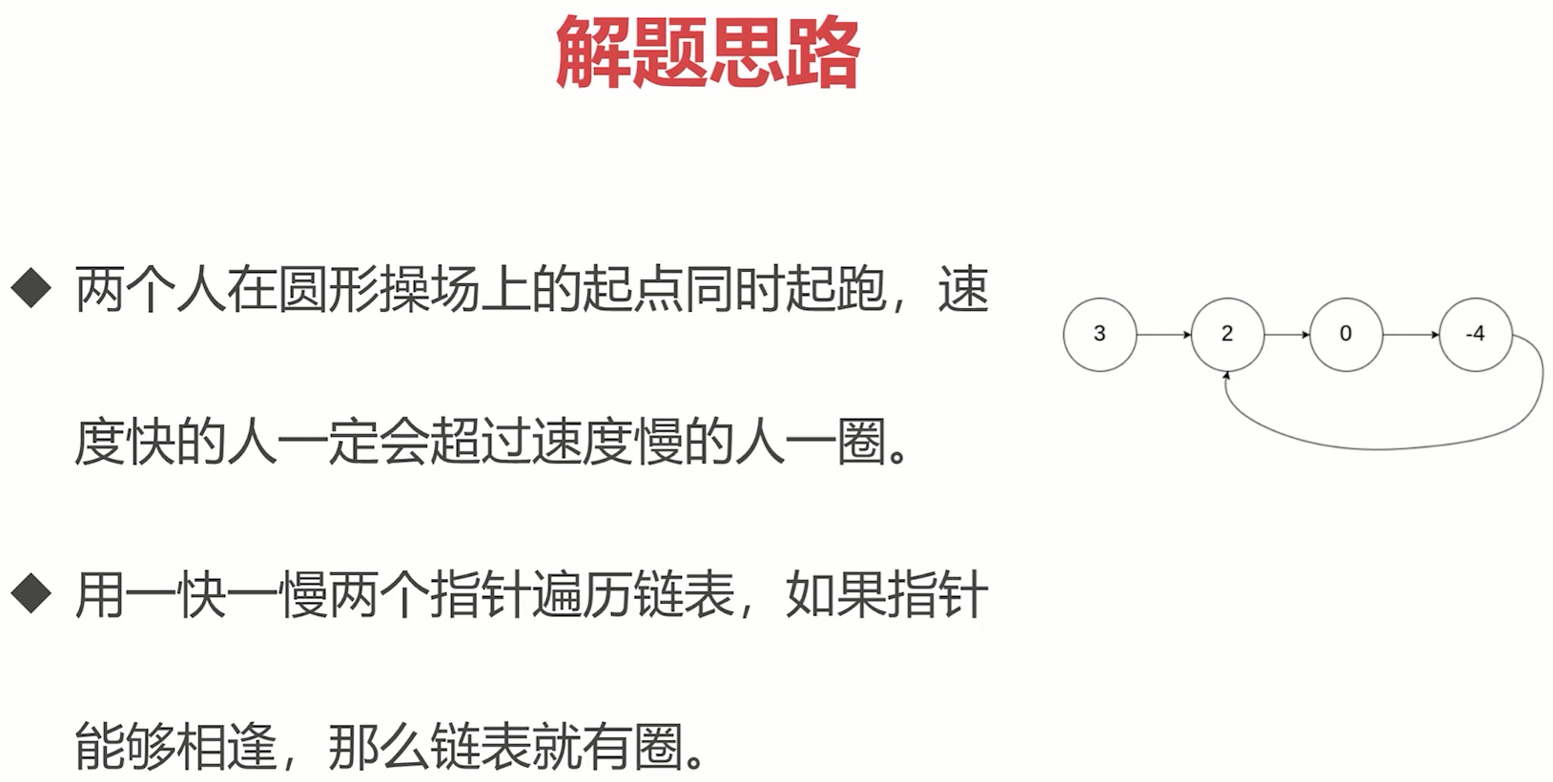 解题思路
◆ 两个人在圆形操场上的起点同时起跑，速
度快的人一定会超过速度慢的人一圈。
◆ 用一快一慢两个指针遍历链表，如果指针
能够相逢，那么链表就有圈。
3 2 0 -4